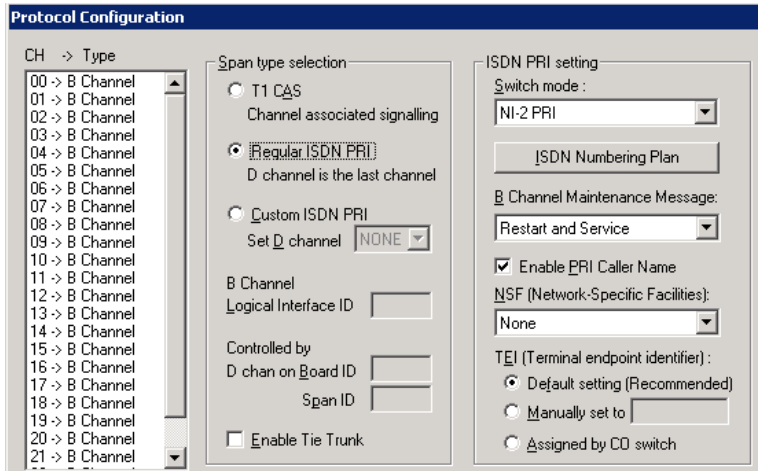 Protocol Configuration
CH -> Type
00 -> B Channel
01 -> B Channel
02 -> B Channel
03 -> B Channel
04 -> B Channel
05 -> B Channel
06 -> B Channel
07 -> B Channel
08 -> B Channel
09 -> B Channel
10 -> B Channel
11 -> B Channel
12 -> B Channel
13 -> B Channel
14 -> B Channel
15 -> B Channel
16 -> B Channel
17 -> B Channel
18 -> B Channel
19 -> B Channel
20 -> B Channel
21 -> B Channel
Span type selection
T1 CAS
Channel associated signalling
Regular ISDN PRI
D channel is the last channel
Custom ISDN PRI
Set D channel NONE
B Channel
Logical Interface ID
Controlled by
D chan on Board ID
Span ID
Enable Tie Trunk
ISDN PRI setting
Switch mode :
NI-2 PRI
ISDN Numbering Plan
B Channel Maintenance Message:
Restart and Service
Enable PRI Caller Name
NSF (Network-Specific Facilities):
None
TEI (Terminal endpoint identifier) :
Default setting (Recommended)
Manually set to
Assigned by CO switch